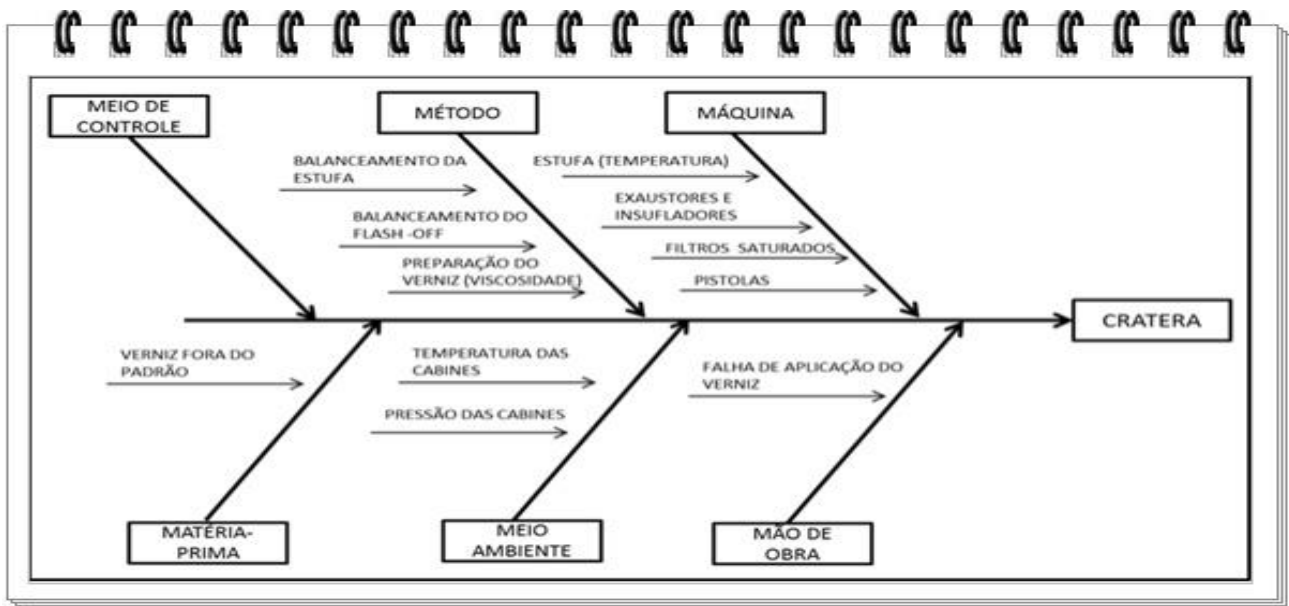 MEIO DE
CONTROLE
MÉTODO
MÁQUINA
BALANCEAMENTO DA
ESTUFA
BALANCEAMENTO DO
FLASH -OFF
PREPARAÇÃO DO
VERNIZ (VISCOSIDADE)
ESTUFA (TEMPERATURA)
EXAUSTORES E
INSUFLADORES
FILTROS SATURADOS
PISTOLAS
CRATERA
VERNIZ FORA DO
PADRÃO
TEMPERATURA DAS
CABINES
PRESSÃO DAS CABINES
FALHA DE APLICAÇÃO DO
VERNIZ
MATÉRIA-
PRIMA
MEIO
AMBIENTE
MÃO DE
OBRA